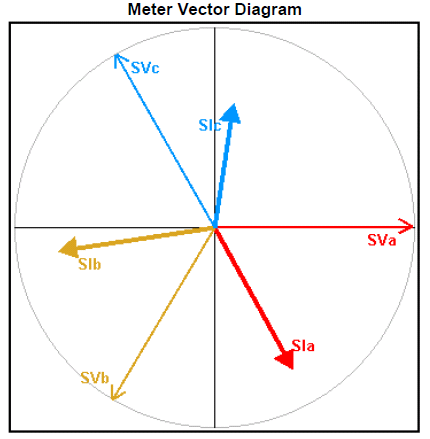 Meter Vector Diagram
SVc
SIc
SVa
SIb
SIa
SVb